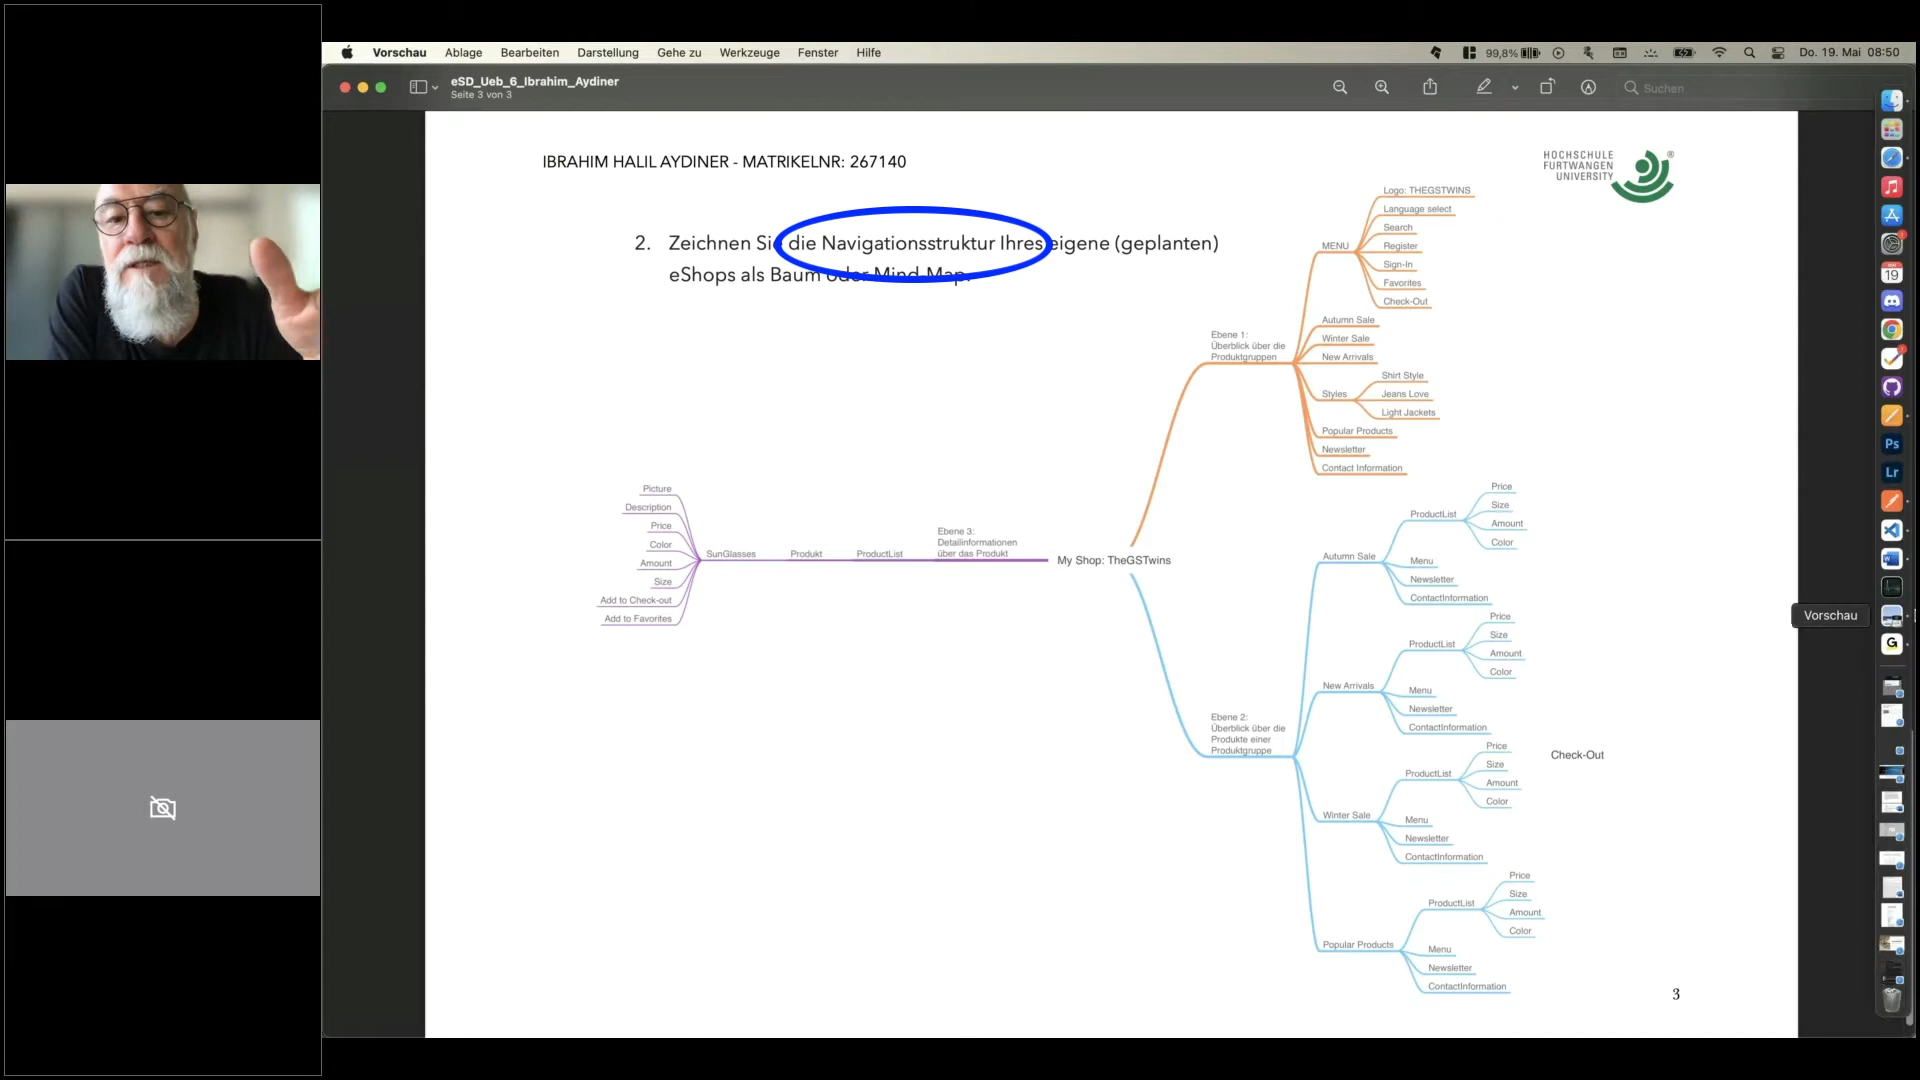 Vorschau Ablage Bearbeiten Darstellung Gehe zu Werkzeuge Fenster Hilfe
99,8% Do. 19. Mai 08:50
eSD_Ueb_6_Ibrahim_Aydiner
Seite 3 von 3
Suchen
IBRAHIM HALIL AYDINER - MATRIKELNR: 267140
HOCHSCHULE
FURTWANGEN
UNIVERSITY
®
2. Zeichnen Sie die Navigationsstruktur Ihres eigene (geplanten)
eShops als Baum oder Mind-Map.
My Shop: TheGSTwins
Ebene 1:
Überblick über die
Produktgruppen
MENU
Logo: THEGSTWINS
Language select
Search
Register
Sign-In
Favorites
Check-Out
Autumn Sale
Winter Sale
New Arrivals
Styles
Shirt Style
Jeans Love
Light Jackets
Popular Products
Newsletter
Contact Information
Ebene 2:
Überblick über die
Produkte einer
Produktgruppe
Autumn Sale
ProductList
Price
Size
Amount
Color
Menu
Newsletter
ContactInformation
New Arrivals
ProductList
Price
Size
Amount
Color
Menu
Newsletter
ContactInformation
Winter Sale
ProductList
Price
Size
Amount
Color
Menu
Newsletter
ContactInformation
Popular Products
ProductList
Price
Size
Amount
Color
Menu
Newsletter
ContactInformation
Check-Out
Ebene 3:
Detailinformationen
über das Produkt
ProductList
Produkt
SunGlasses
Picture
Description
Price
Color
Amount
Size
Add to Check-out
Add to Favorites
3
Vorschau
19
Ps
Lr
G